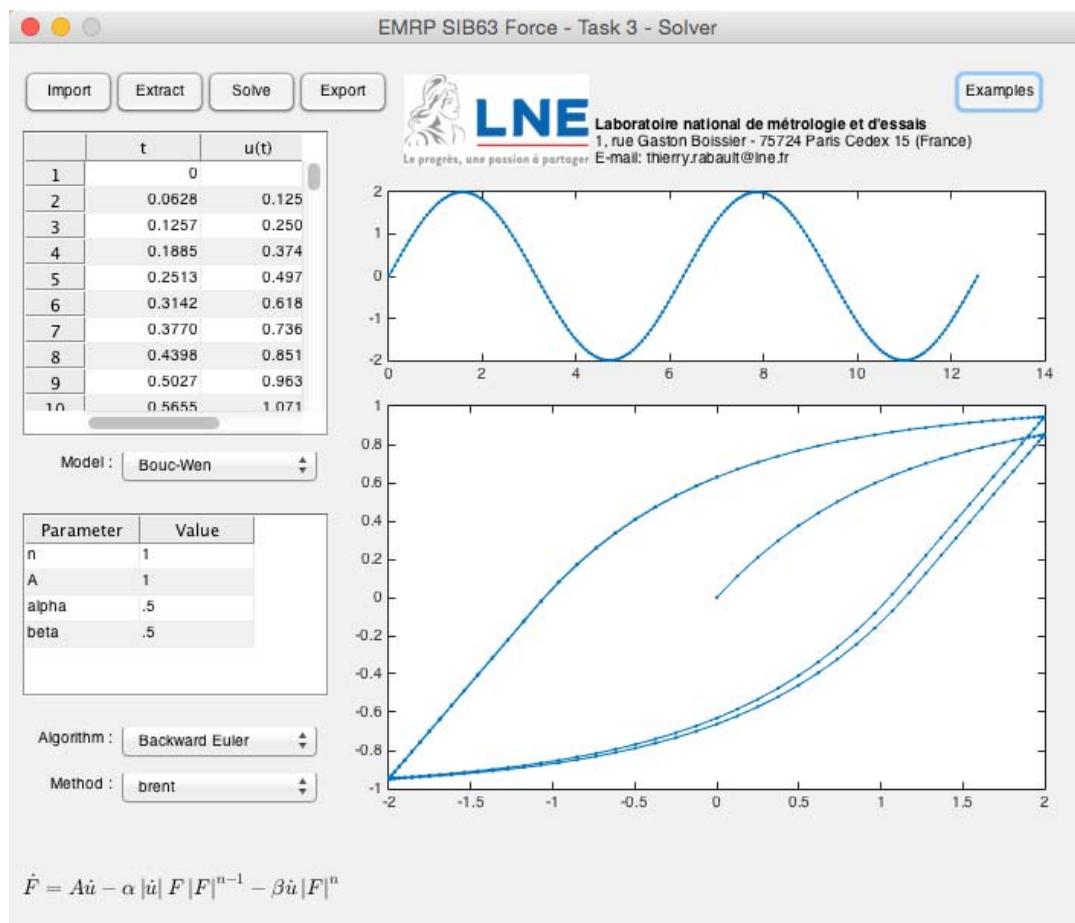 EMRP SIB63 Force - Task 3 - Solver
Import Extract Solve Export
LNE
Le progrès, une passion à partager
Laboratoire national de métrologie et d'essais
1, rue Gaston Boissier - 75724 Paris Cedex 15 (France)
E-mail: thierry.rabault@lne.fr
Examples
t u(t)
1 0
2 0.0628 0.125
3 0.1257 0.250
4 0.1885 0.374
5 0.2513 0.497
6 0.3142 0.618
7 0.3770 0.736
8 0.4398 0.851
9 0.5027 0.963
10 0.5655 1.071
2
1
0
-1
-2
0 2 4 6 8 10 12 14
Model : Bouc-Wen
Parameter Value
n 1
A 1
alpha .5
beta .5
Algorithm : Backward Euler
Method : brent
1
0.8
0.6
0.4
0.2
0
-0.2
-0.4
-0.6
-0.8
-1
-2 -1.5 -1 -0.5 0 0.5 1 1.5 2
Ḟ = Au̇ − α |u̇| F |F|ⁿ⁻¹ − βu̇ |F|ⁿ